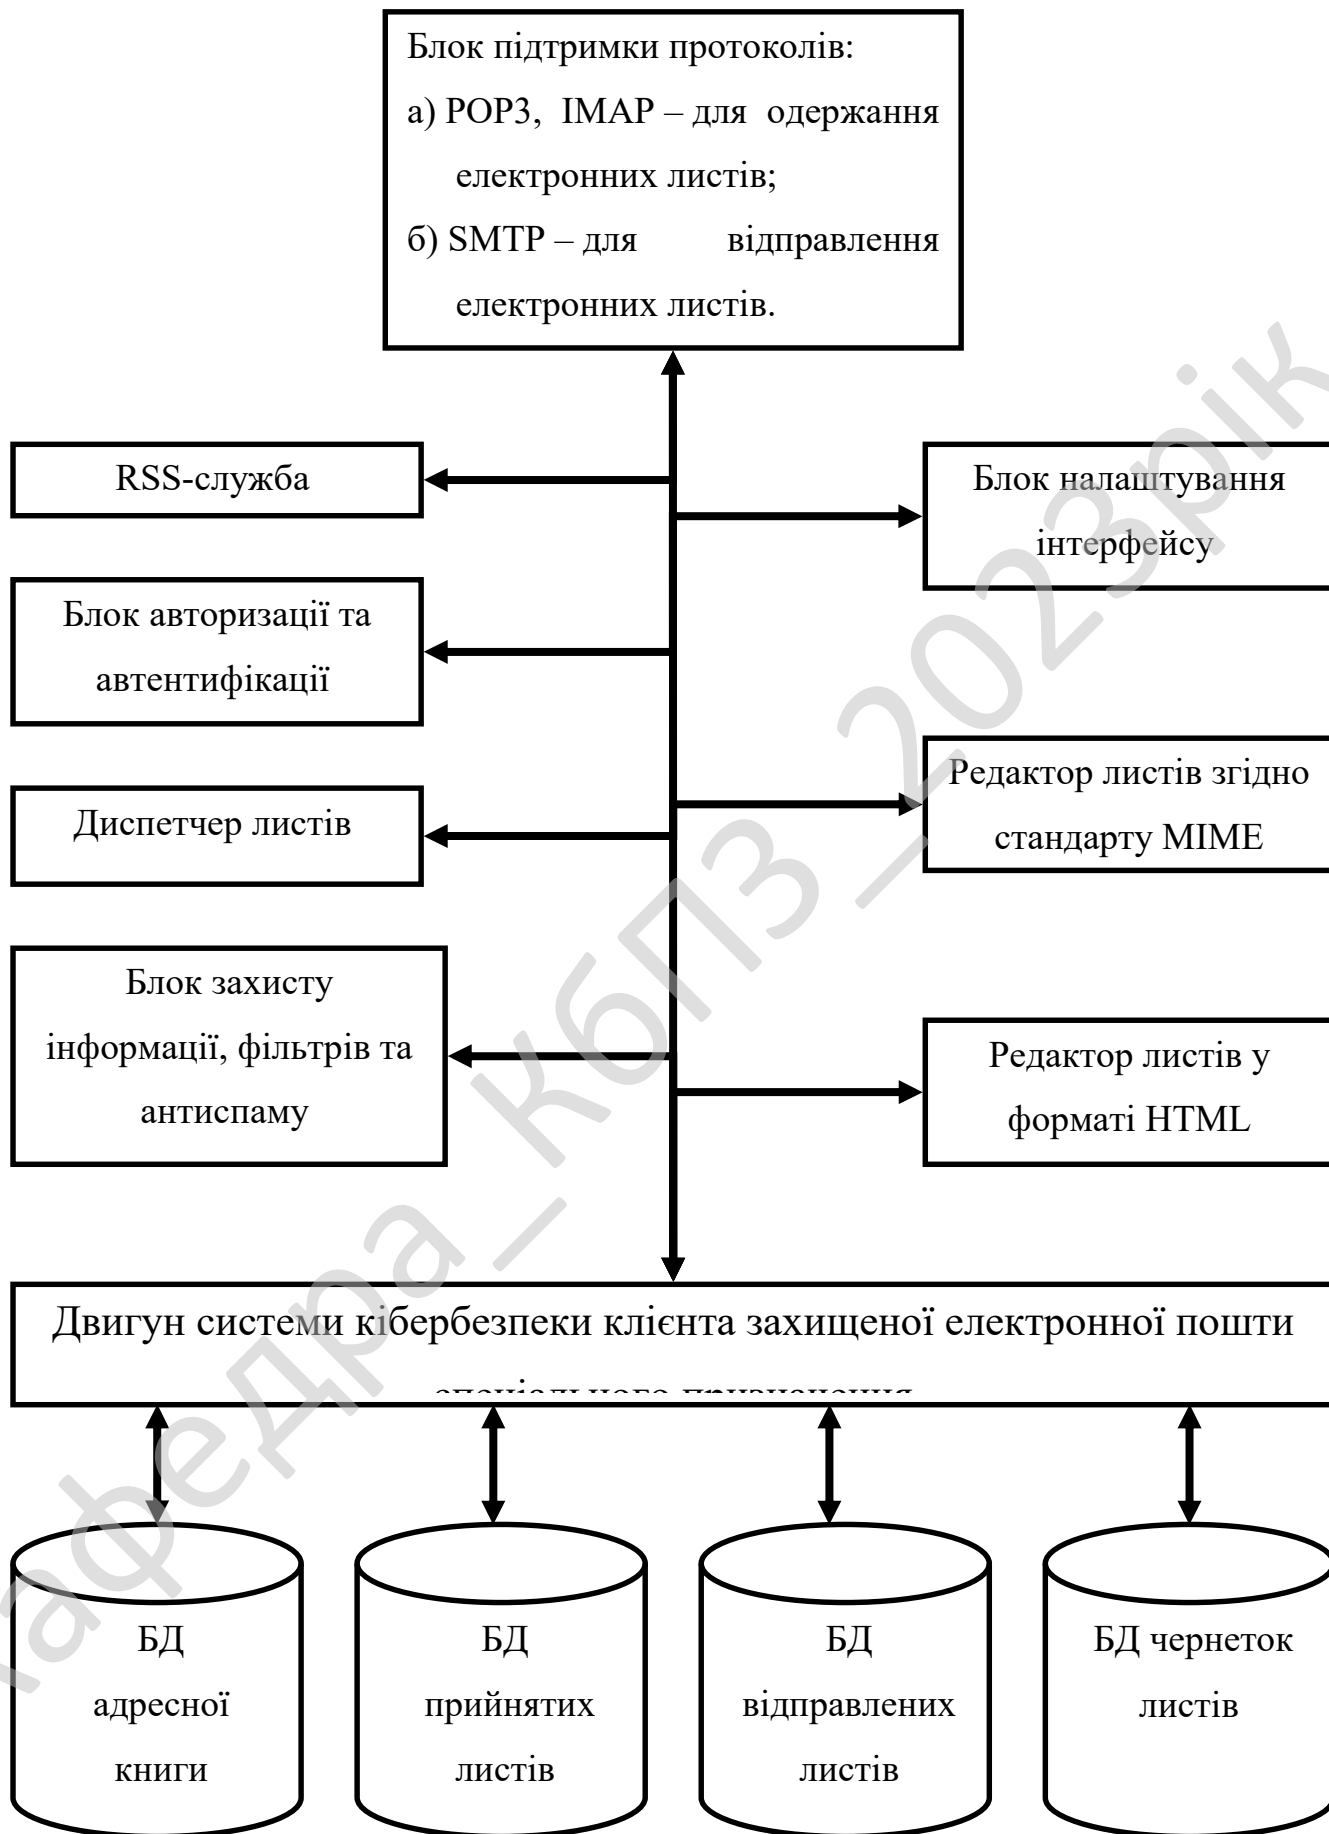 Блок підтримки протоколів:
а) POP3, IMAP – для одержання
електронних листів;
б) SMTP – для відправлення
електронних листів.
RSS-служба
Блок налаштування
інтерфейсу
Блок авторизації та
автентифікації
Редактор листів згідно
стандарту MIME
Диспетчер листів
Блок захисту
інформації, фільтрів та
антиспаму
Редактор листів у
форматі HTML
Двигун системи кібербезпеки клієнта захищеної електронної пошти
спеціального призначення
БД
адресної
книги
БД
прийнятих
листів
БД
відправлених
листів
БД чернеток
листів
кафедра_КбПЗ_2023рік